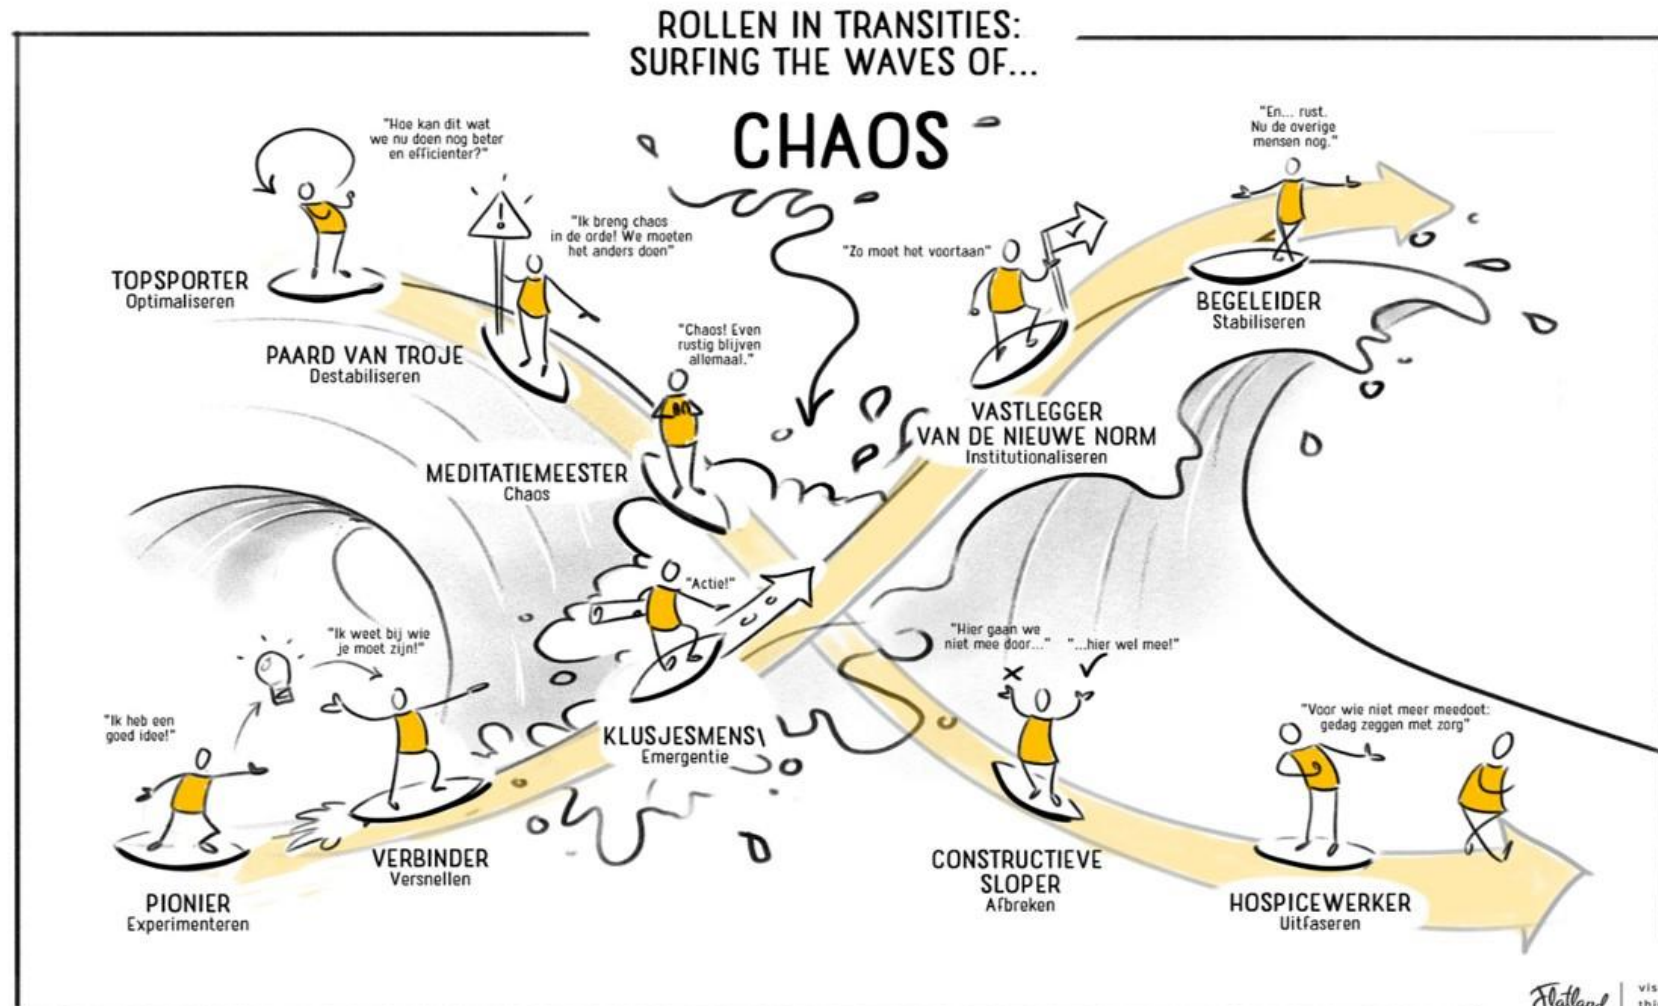 ROLLEN IN TRANSITIES:
SURFING THE WAVES OF...
CHAOS
"Hoe kan dit wat
we nu doen nog beter
en efficienter?"
TOPSPORTER
Optimaliseren
"Ik breng chaos
in de orde! We moeten
het anders doen"
PAARD VAN TROJE
Destabiliseren
"Chaos! Even
rustig blijven
allemaal."
MEDITATIEMEESTER
Chaos
"Zo moet het voortaan"
VASTLEGGER
VAN DE NIEUWE NORM
Institutionaliseren
"En... rust.
Nu de overige
mensen nog."
BEGELEIDER
Stabiliseren
"Ik heb een
goed idee!"
PIONIER
Experimenteren
"Ik weet bij wie
je moet zijn!"
VERBINDER
Versnellen
"Actie!"
KLUSJESMENS\
Emergentie
"Hier gaan we
niet mee door..."
"...hier wel mee!"
CONSTRUCTIEVE
SLOPER
Afbreken
"Voor wie niet meer meedoet:
gedag zeggen met zorg"
HOSPICEWERKER
Uitfaseren
Flatland
vis
thi